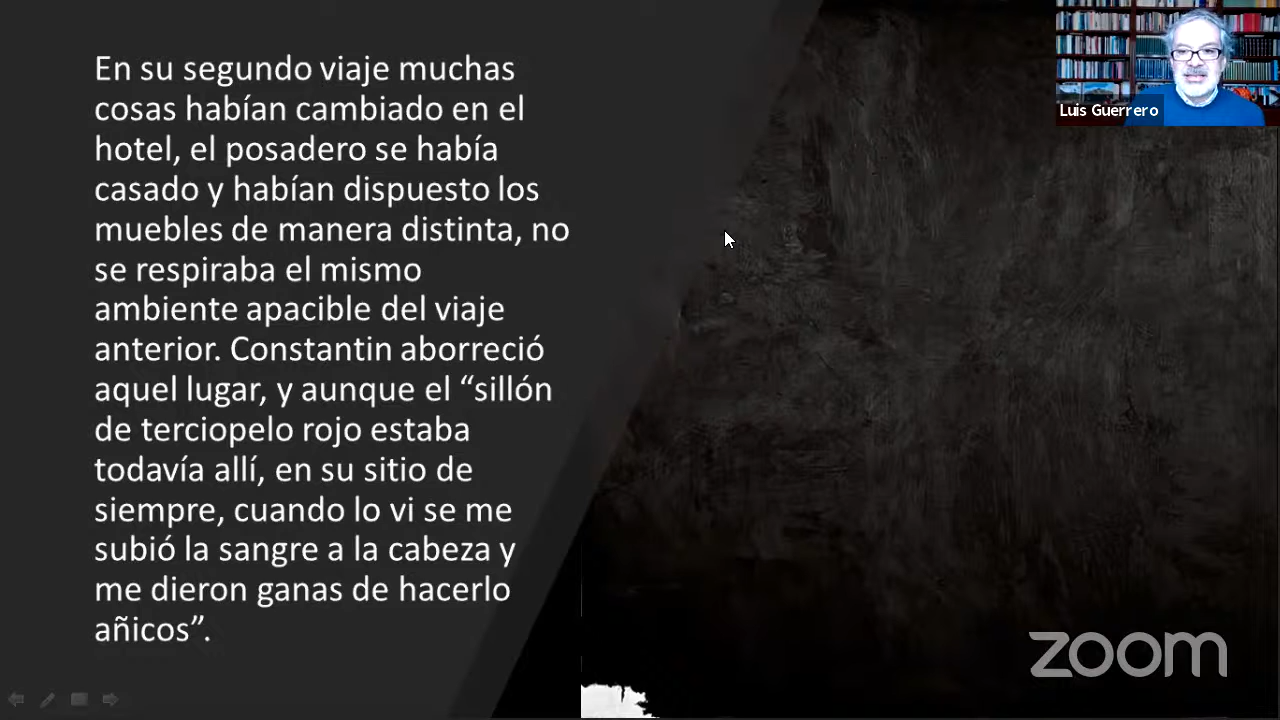 En su segundo viaje muchas
cosas habían cambiado en el
hotel, el posadero se había
casado y habían dispuesto los
muebles de manera distinta, no
se respiraba el mismo
ambiente apacible del viaje
anterior. Constantin aborreció
aquel lugar, y aunque el “sillón
de terciopelo rojo estaba
todavía allí, en su sitio de
siempre, cuando lo vi se me
subió la sangre a la cabeza y
me dieron ganas de hacerlo
añicos”.
Luis Guerrero
zoom